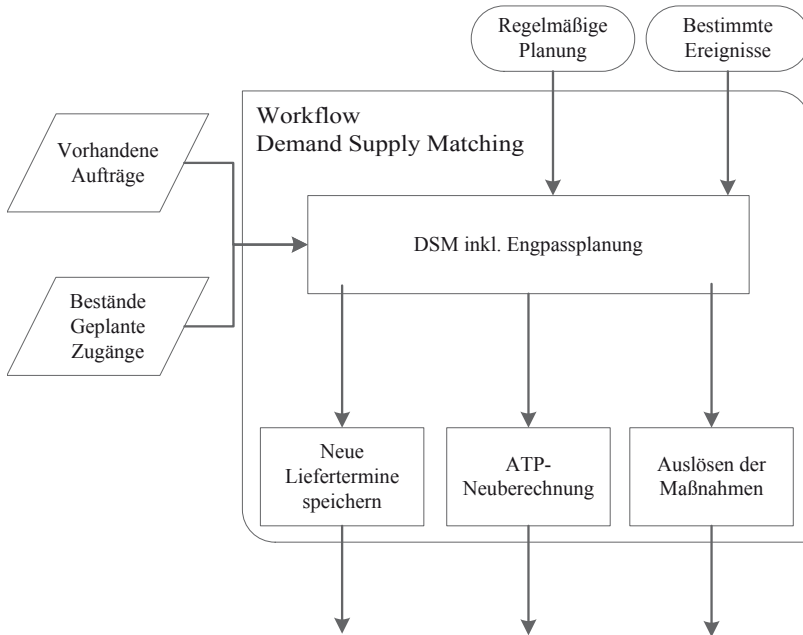 Regelmäßige
Planung
Bestimmte
Ereignisse
Workflow
Demand Supply Matching
Vorhandene
Aufträge
DSM inkl. Engpassplanung
Bestände
Geplante
Zugänge
Neue
Liefertermine
speichern
ATP-
Neuberechnung
Auslösen der
Maßnahmen